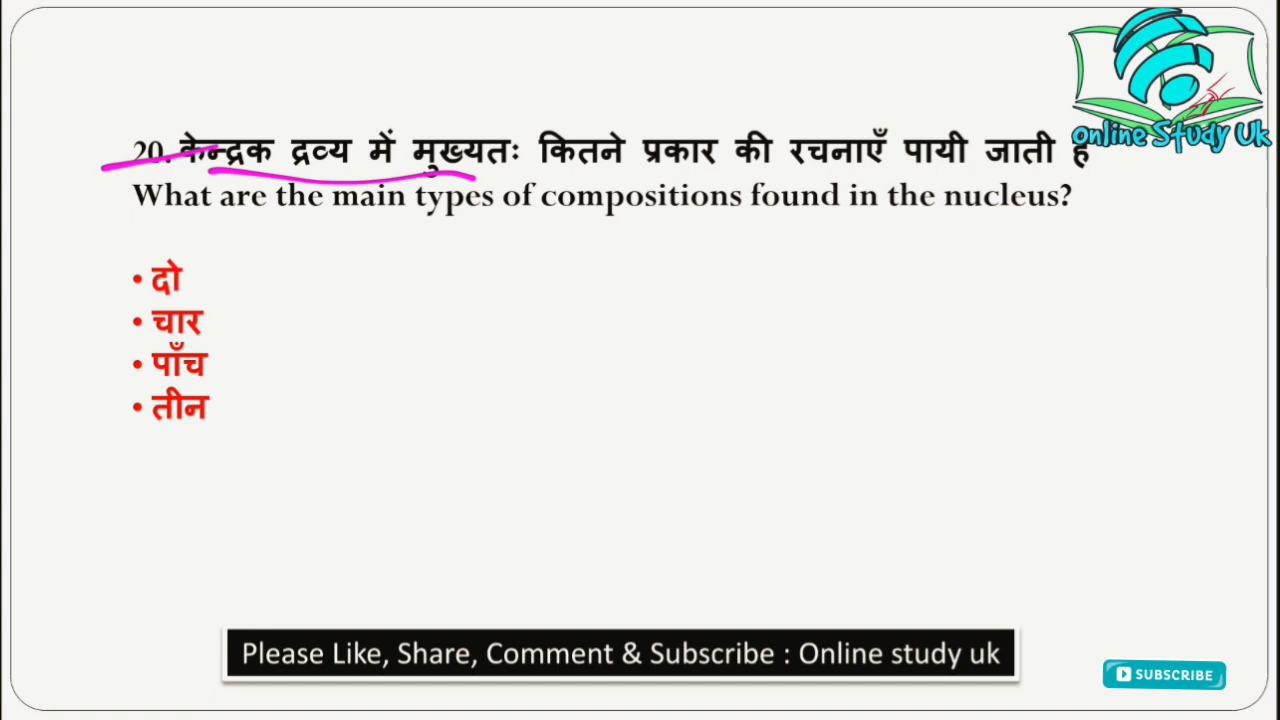 Online Study Uk
20. केन्द्रक द्रव्य में मुख्यतः कितने प्रकार की रचनाएँ पायी जाती है
What are the main types of compositions found in the nucleus?
• दो
• चार
• पाँच
• तीन
Please Like, Share, Comment & Subscribe : Online study uk
SUBSCRIBE